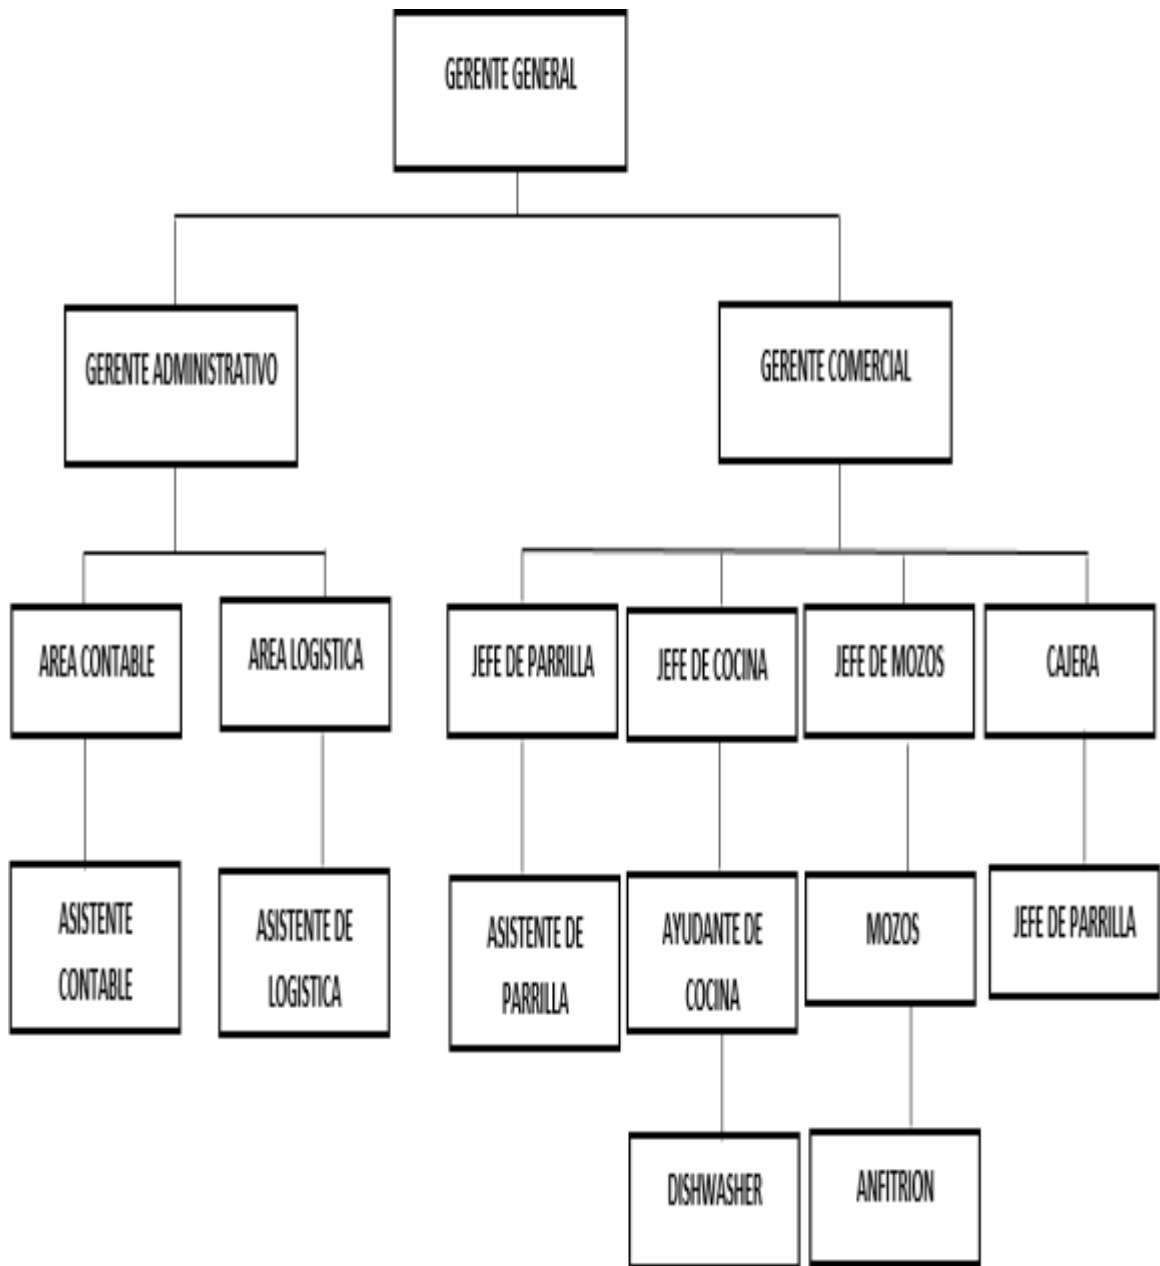 GERENTE GENERAL
GERENTE ADMINISTRATIVO
GERENTE COMERCIAL
AREA CONTABLE
AREA LOGISTICA
JEFE DE PARRILLA
JEFE DE COCINA
JEFE DE MOZOS
CAJERA
ASISTENTE
CONTABLE
ASISTENTE DE
LOGISTICA
ASISTENTE DE
PARRILLA
AYUDANTE DE
COCINA
MOZOS
JEFE DE PARRILLA
DISHWASHER
ANFITRION